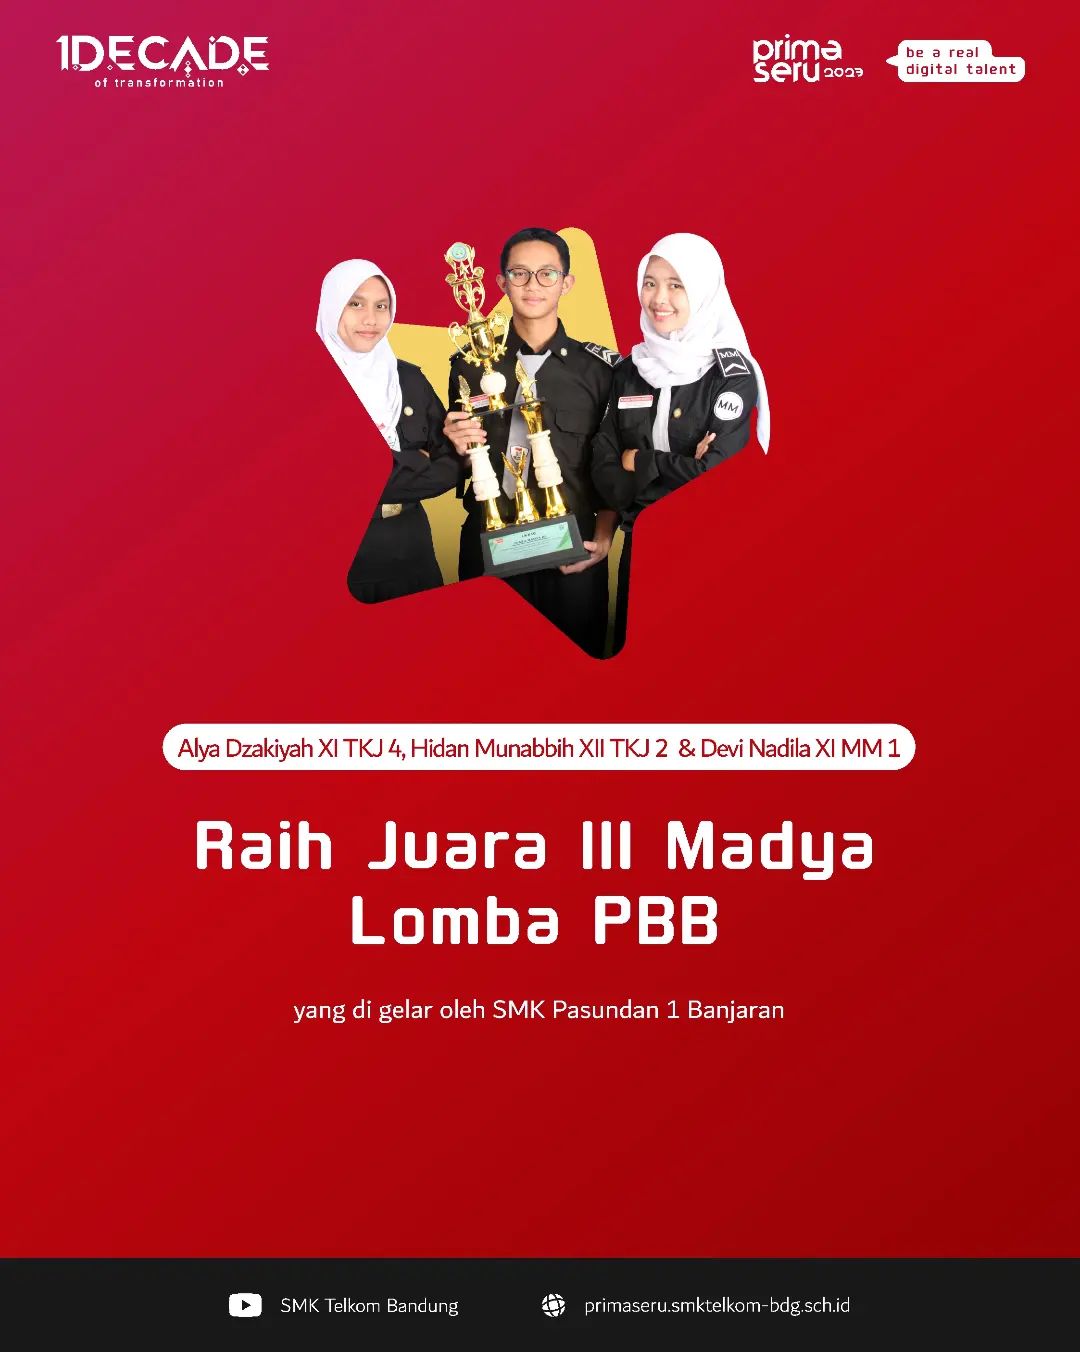 1DECADE
of transformation
prima
seru 2023
be a real
digital talent
MM
MM
Alya Dzakiyah XI TKJ 4, Hidan Munabbih XII TKJ 2 & Devi Nadila XI MM 1
Raih Juara III Madya
Lomba PBB
yang di gelar oleh SMK Pasundan 1 Banjaran
SMK Telkom Bandung
primaseru.smktelkom-bdg.sch.id